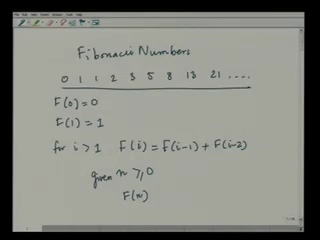 Fibonacci Numbers
0 1 1 2 3 5 8 13 21 ....
F(0)=0
F(1)=1
for i>1 F(i)=F(i-1)+F(i-2)
given n ≥ 0
F(n)